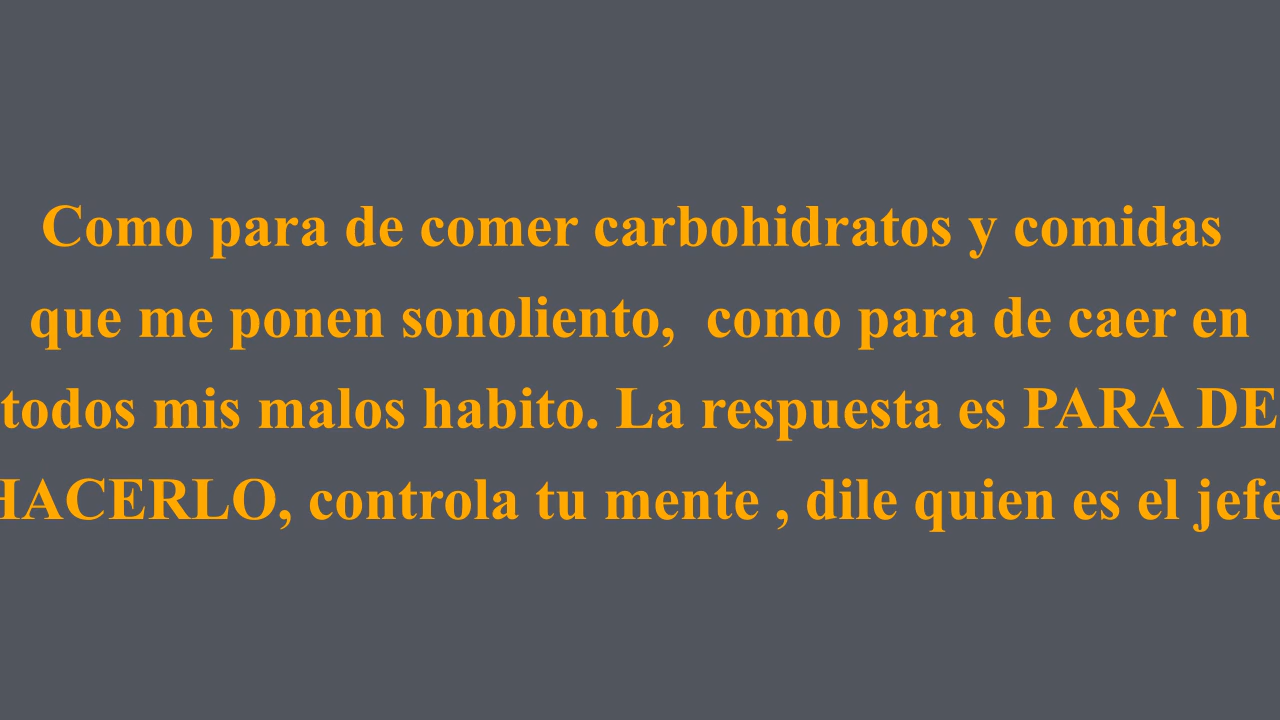 Como para de comer carbohidratos y comidas
que me ponen sonoliento,  como para de caer en
todos mis malos habito. La respuesta es PARA DE
HACERLO, controla tu mente , dile quien es el jefe